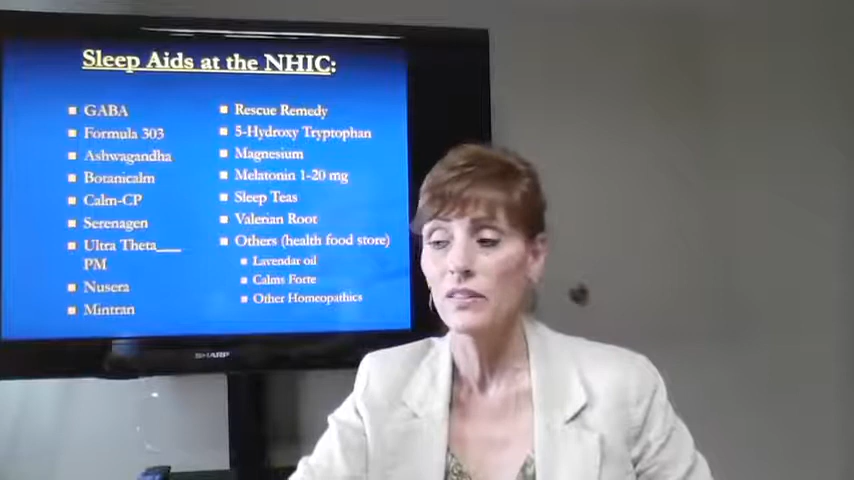 Sleep Aids at the NHIC:
GABA
Formula 303
Ashwagandha
Botanicalm
Calm-CP
Serenagen
Ultra Theta___
PM
Nusera
Mintran
Rescue Remedy
5-Hydroxy Tryptophan
Magnesium
Melatonin 1-20 mg
Sleep Teas
Valerian Root
Others (health food store)
Lavendar oil
Calms Forte
Other Homeopathics
SHARP